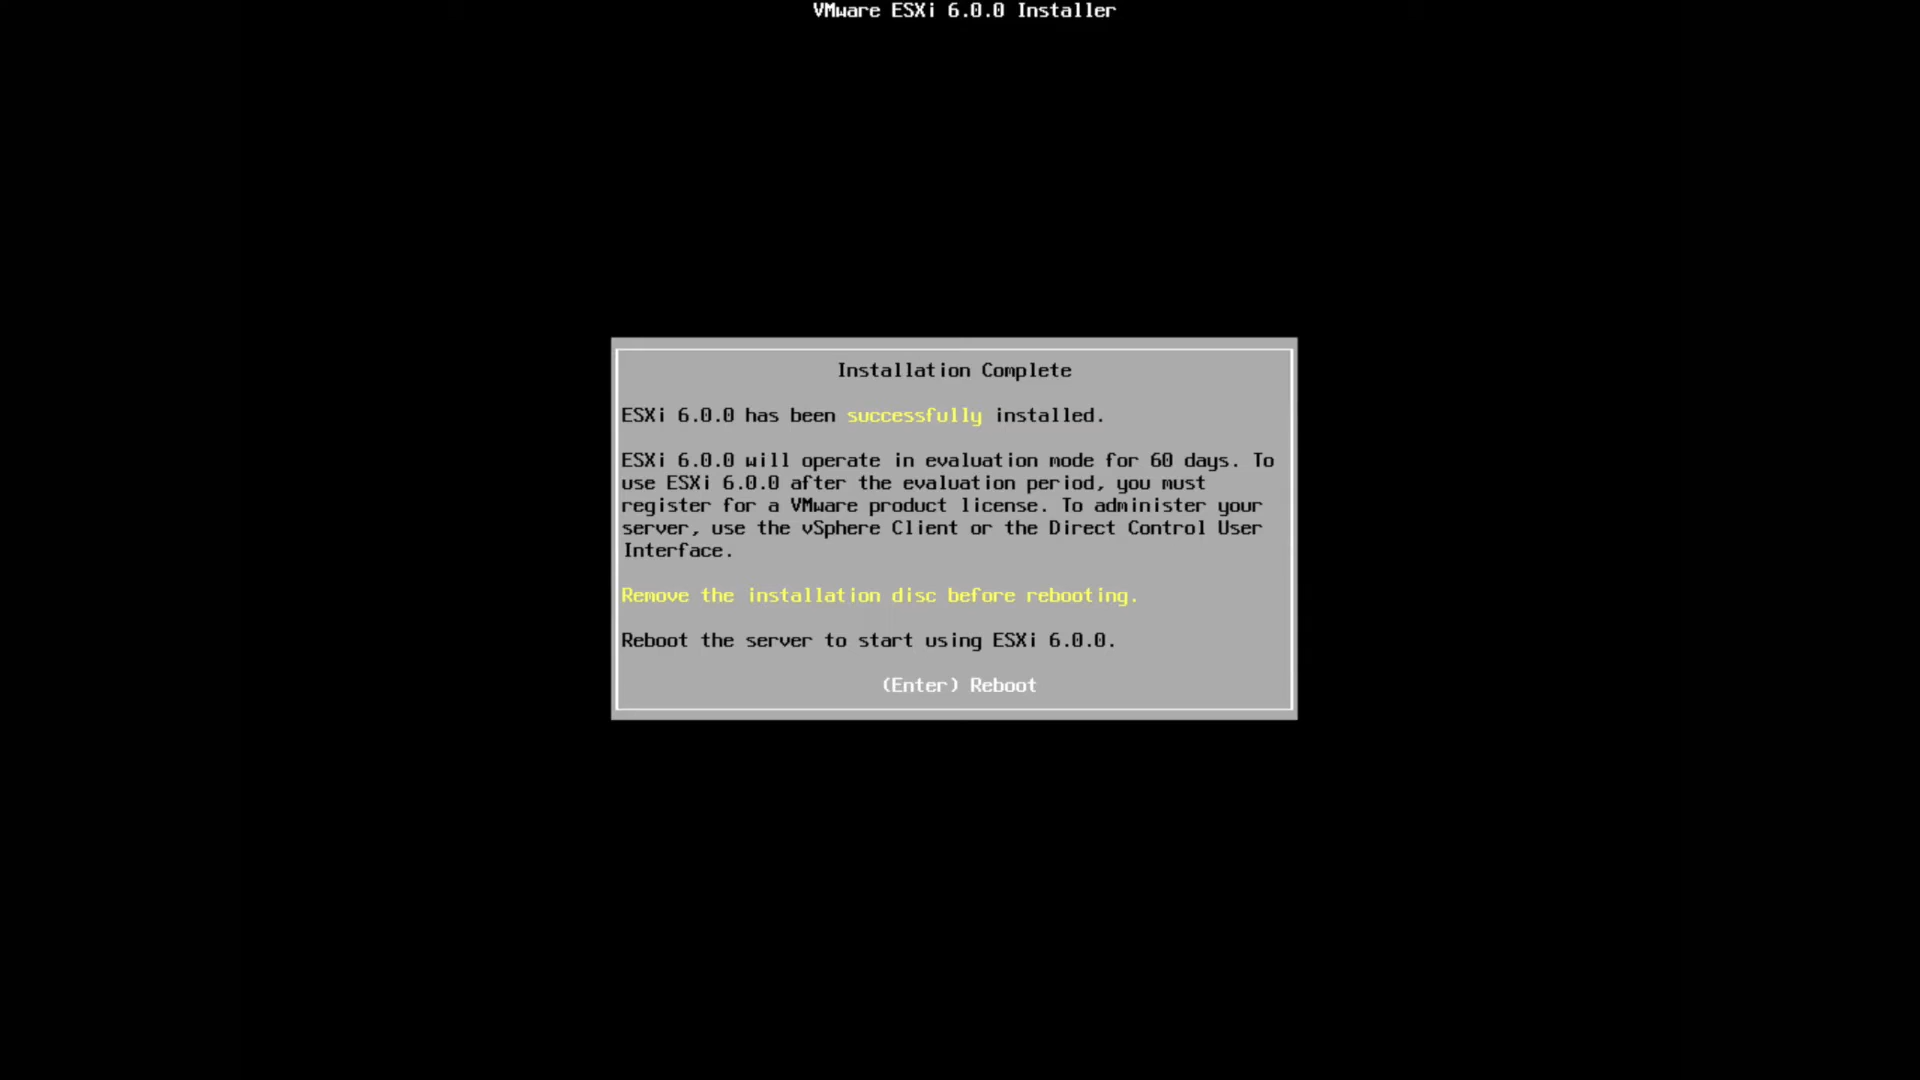 VMware ESXi 6.0.0 Installer
Installation Complete
ESXi 6.0.0 has been successfully installed.
ESXi 6.0.0 will operate in evaluation mode for 60 days. To
use ESXi 6.0.0 after the evaluation period, you must
register for a VMware product license. To administer your
server, use the vSphere Client or the Direct Control User
Interface.
Remove the installation disc before rebooting.
Reboot the server to start using ESXi 6.0.0.
(Enter) Reboot